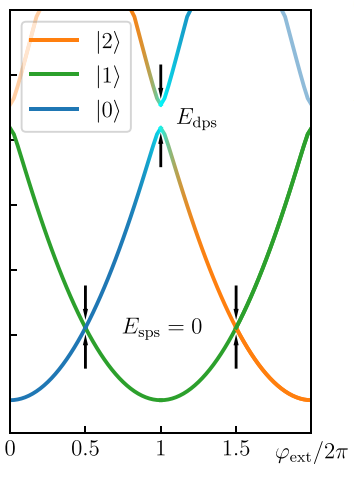 |2⟩
|1⟩
|0⟩
E_dps
E_sps = 0
0 0.5 1 1.5 φ_ext/2π